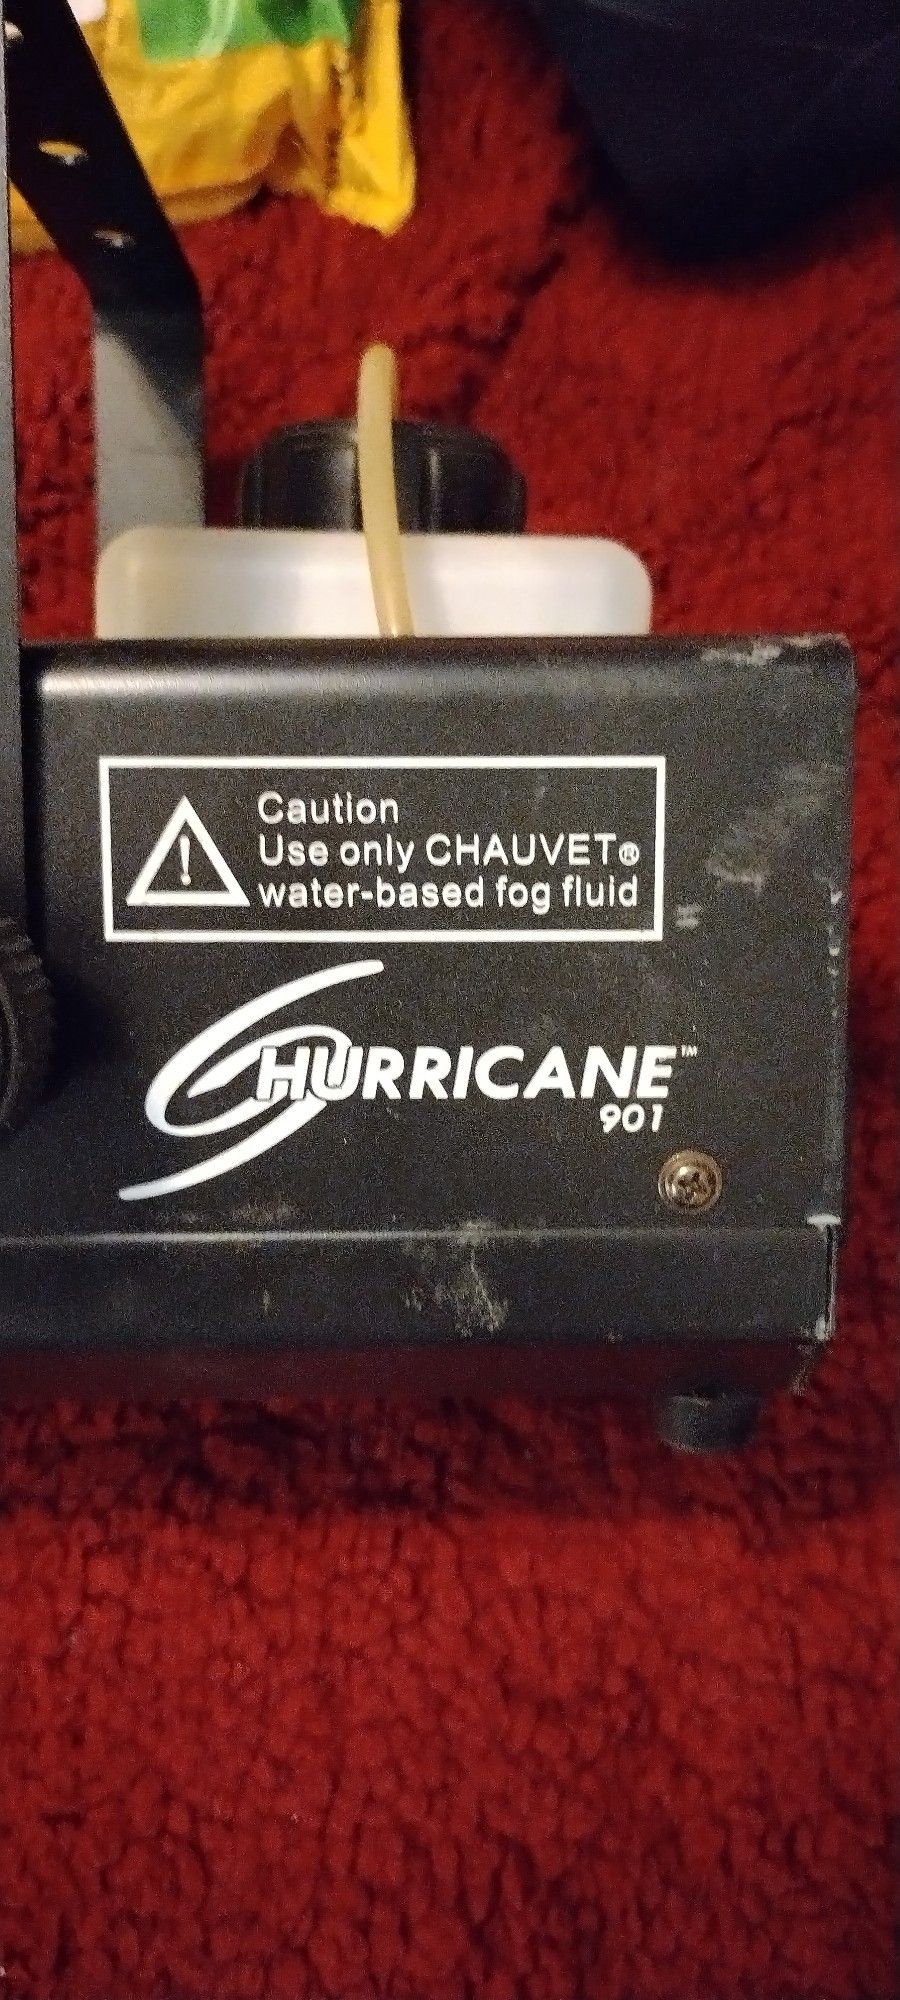 Caution
Use only CHAUVET®
water-based fog fluid
HURRICANE™
901